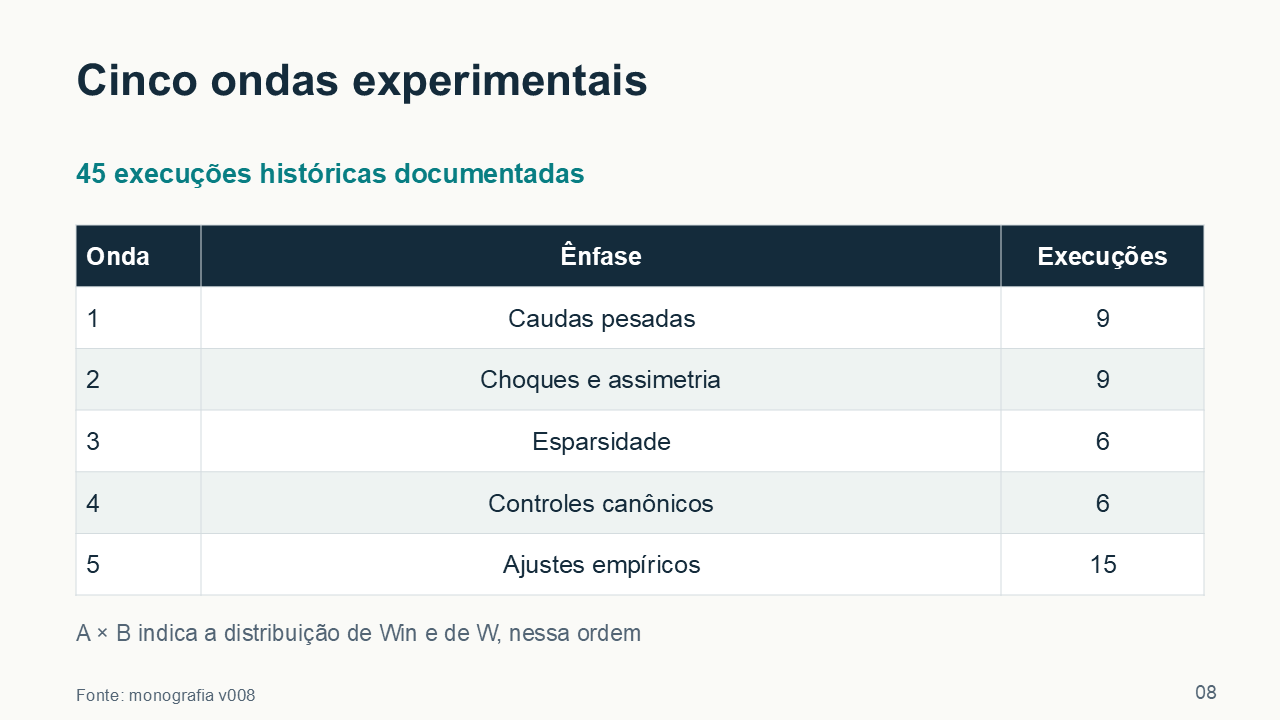 Cinco ondas experimentais
45 execuções históricas documentadas
Onda Ênfase Execuções
1 Caudas pesadas 9
2 Choques e assimetria 9
3 Esparsidade 6
4 Controles canônicos 6
5 Ajustes empíricos 15
A × B indica a distribuição de Win e de W, nessa ordem
Fonte: monografia v008
08